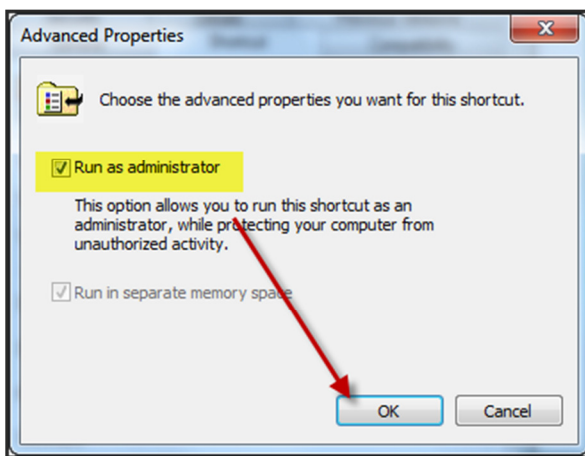 Advanced Properties
Choose the advanced properties you want for this shortcut.
Run as administrator
This option allows you to run this shortcut as an
administrator, while protecting your computer from
unauthorized activity.
Run in separate memory space
OK
Cancel